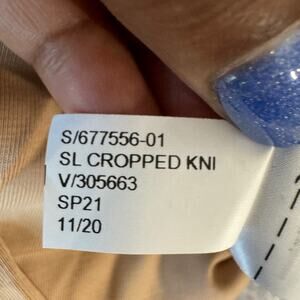 S/677556-01
SL CROPPED KNI
V/305663
SP21
11/20